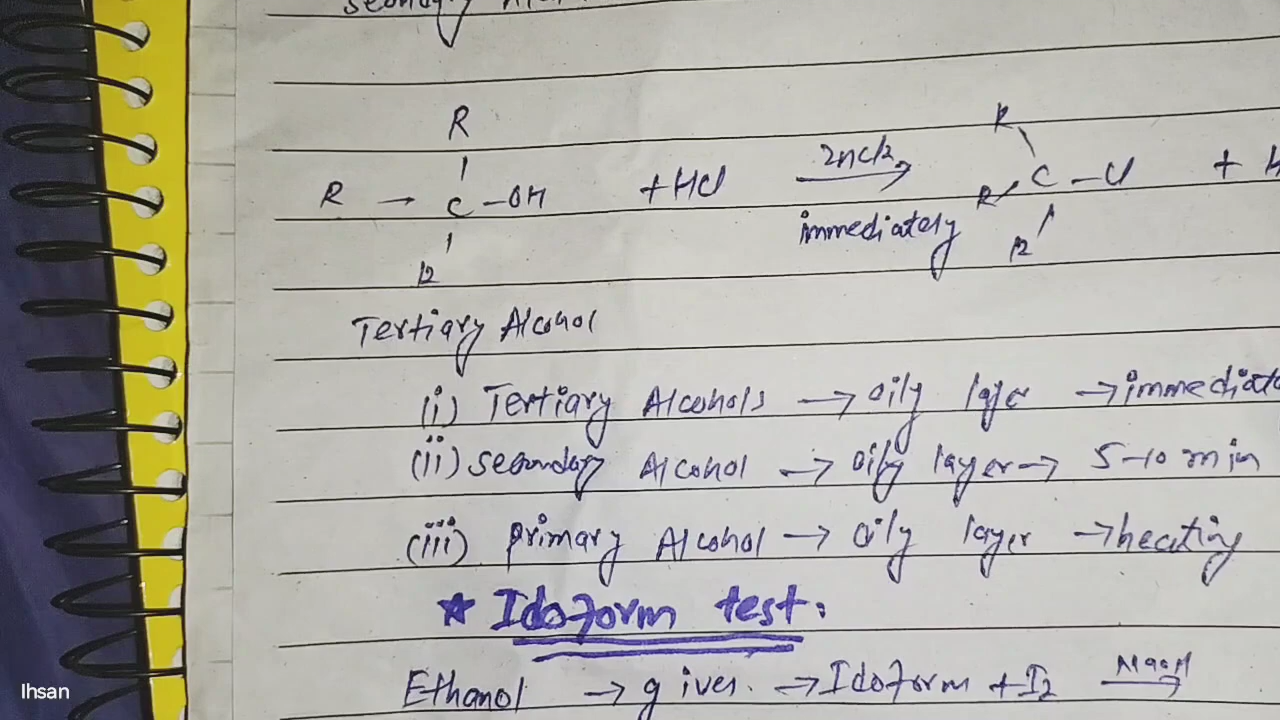 R
R → C – OH + HCl ZnCl2 → immediately R R C – Cl + H
R R
Tertiary Alcohol
(i) Tertiary Alcohols → oily layer → immediate
(ii) secondary Alcohol → oily layer → 5-10 min
(iii) primary Alcohol → oily layer → heating
★ Idoform test:
Ethanol → gives. → Idoform + I2 NaoH →
Ihsan